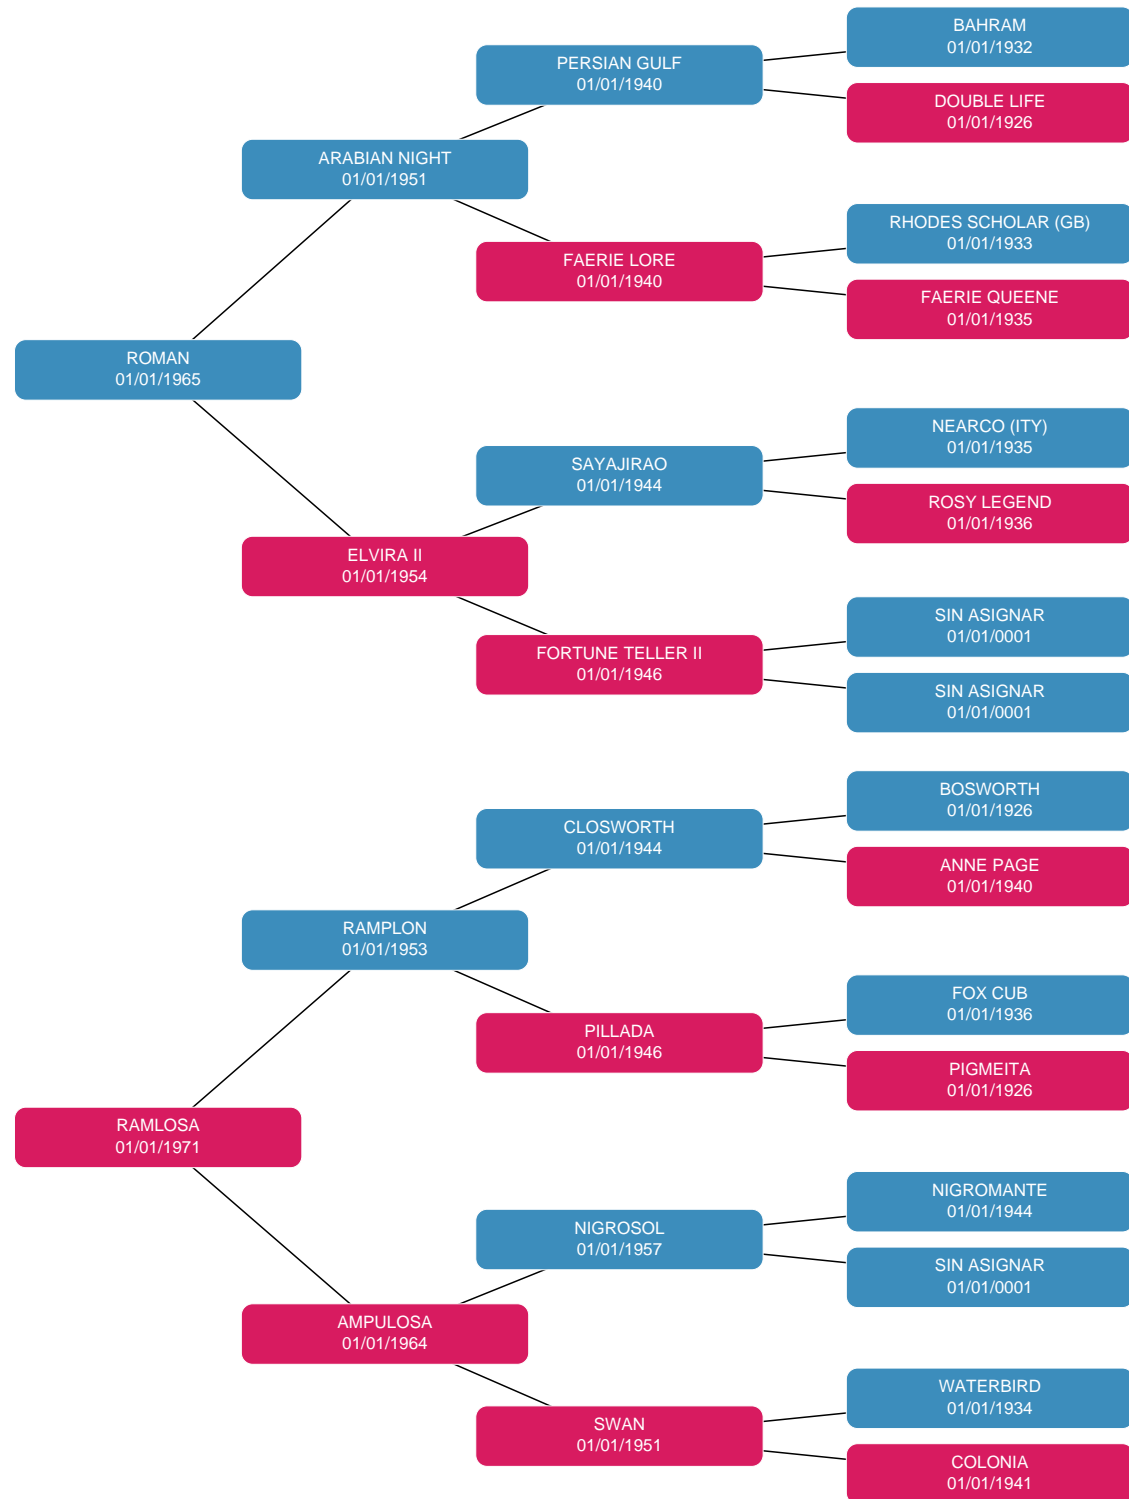 BAHRAM
01/01/1932
PERSIAN GULF
01/01/1940
DOUBLE LIFE
01/01/1926
ARABIAN NIGHT
01/01/1951
RHODES SCHOLAR (GB)
01/01/1933
FAERIE LORE
01/01/1940
FAERIE QUEENE
01/01/1935
ROMAN
01/01/1965
NEARCO (ITY)
01/01/1935
SAYAJIRAO
01/01/1944
ROSY LEGEND
01/01/1936
ELVIRA II
01/01/1954
SIN ASIGNAR
01/01/0001
FORTUNE TELLER II
01/01/1946
SIN ASIGNAR
01/01/0001
BOSWORTH
01/01/1926
CLOSWORTH
01/01/1944
ANNE PAGE
01/01/1940
RAMPLON
01/01/1953
FOX CUB
01/01/1936
PILLADA
01/01/1946
PIGMEITA
01/01/1926
RAMLOSA
01/01/1971
NIGROMANTE
01/01/1944
NIGROSOL
01/01/1957
SIN ASIGNAR
01/01/0001
AMPULOSA
01/01/1964
WATERBIRD
01/01/1934
SWAN
01/01/1951
COLONIA
01/01/1941